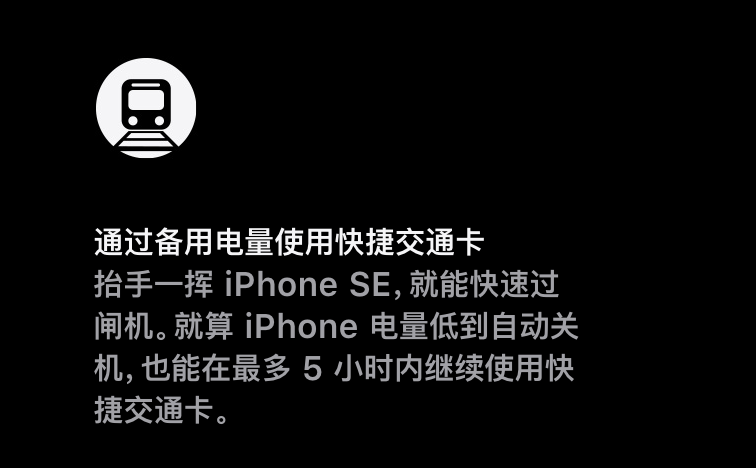 通过备用电量使用快捷交通卡
抬手一挥 iPhone SE，就能快速过
闸机。就算 iPhone 电量低到自动关
机，也能在最多 5 小时内继续使用快
捷交通卡。